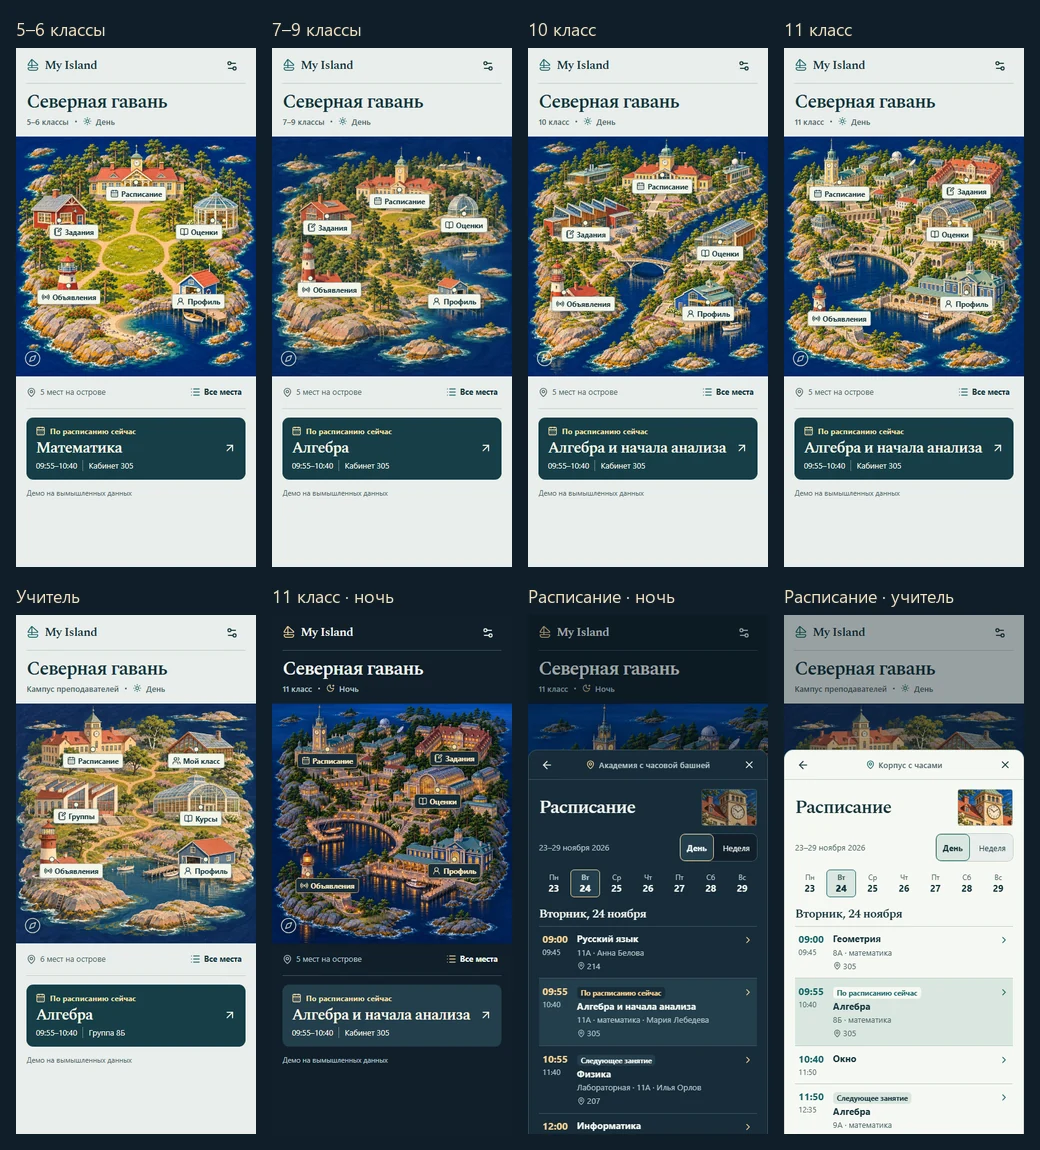 5–6 классы
My Island
Северная гавань
5–6 классы • День
Расписание
Задания
Оценки
Объявления
Профиль
5 мест на острове
Все места
По расписанию сейчас
Математика
09:55–10:40 | Кабинет 305
Демо на вымышленных данных
7–9 классы
My Island
Северная гавань
7–9 классы • День
Расписание
Задания
Оценки
Объявления
Профиль
5 мест на острове
Все места
По расписанию сейчас
Алгебра
09:55–10:40 | Кабинет 305
Демо на вымышленных данных
10 класс
My Island
Северная гавань
10 класс • День
Расписание
Задания
Оценки
Объявления
Профиль
5 мест на острове
Все места
По расписанию сейчас
Алгебра и начала анализа
09:55–10:40 | Кабинет 305
Демо на вымышленных данных
11 класс
My Island
Северная гавань
11 класс • День
Расписание
Задания
Оценки
Профиль
Объявления
5 мест на острове
Все места
По расписанию сейчас
Алгебра и начала анализа
09:55–10:40 | Кабинет 305
Демо на вымышленных данных
Учитель
My Island
Северная гавань
Кампус преподавателей • День
Расписание
Мой класс
Группы
Курсы
Объявления
Профиль
6 мест на острове
Все места
По расписанию сейчас
Алгебра
09:55–10:40 | Группа 8Б
Демо на вымышленных данных
11 класс · ночь
My Island
Северная гавань
11 класс • Ночь
Расписание
Задания
Оценки
Профиль
Объявления
5 мест на острове
Все места
По расписанию сейчас
Алгебра и начала анализа
09:55–10:40 | Кабинет 305
Демо на вымышленных данных
Расписание · ночь
My Island
Северная гавань
11 класс • Ночь
Академия с часовой башней
Расписание
23–29 ноября 2026
День
Неделя
Пн Вт Ср Чт Пт Сб Вс
23 24 25 26 27 28 29
Вторник, 24 ноября
09:00 Русский язык
09:45 11А · Анна Белова
214
09:55 По расписанию сейчас
10:40 Алгебра и начала анализа
11А · математика · Мария Лебедева
305
10:55 Следующее занятие
11:40 Физика
Лабораторная · 11А · Илья Орлов
207
12:00 Информатика
Расписание · учитель
My Island
Северная гавань
Кампус преподавателей • День
Корпус с часами
Расписание
23–29 ноября 2026
День
Неделя
Пн Вт Ср Чт Пт Сб Вс
23 24 25 26 27 28 29
Вторник, 24 ноября
09:00 Геометрия
09:45 8А · математика
305
09:55 По расписанию сейчас
10:40 Алгебра
8Б · математика
305
10:40 Окно
11:50
11:50 Следующее занятие
12:35 Алгебра
9А · математика